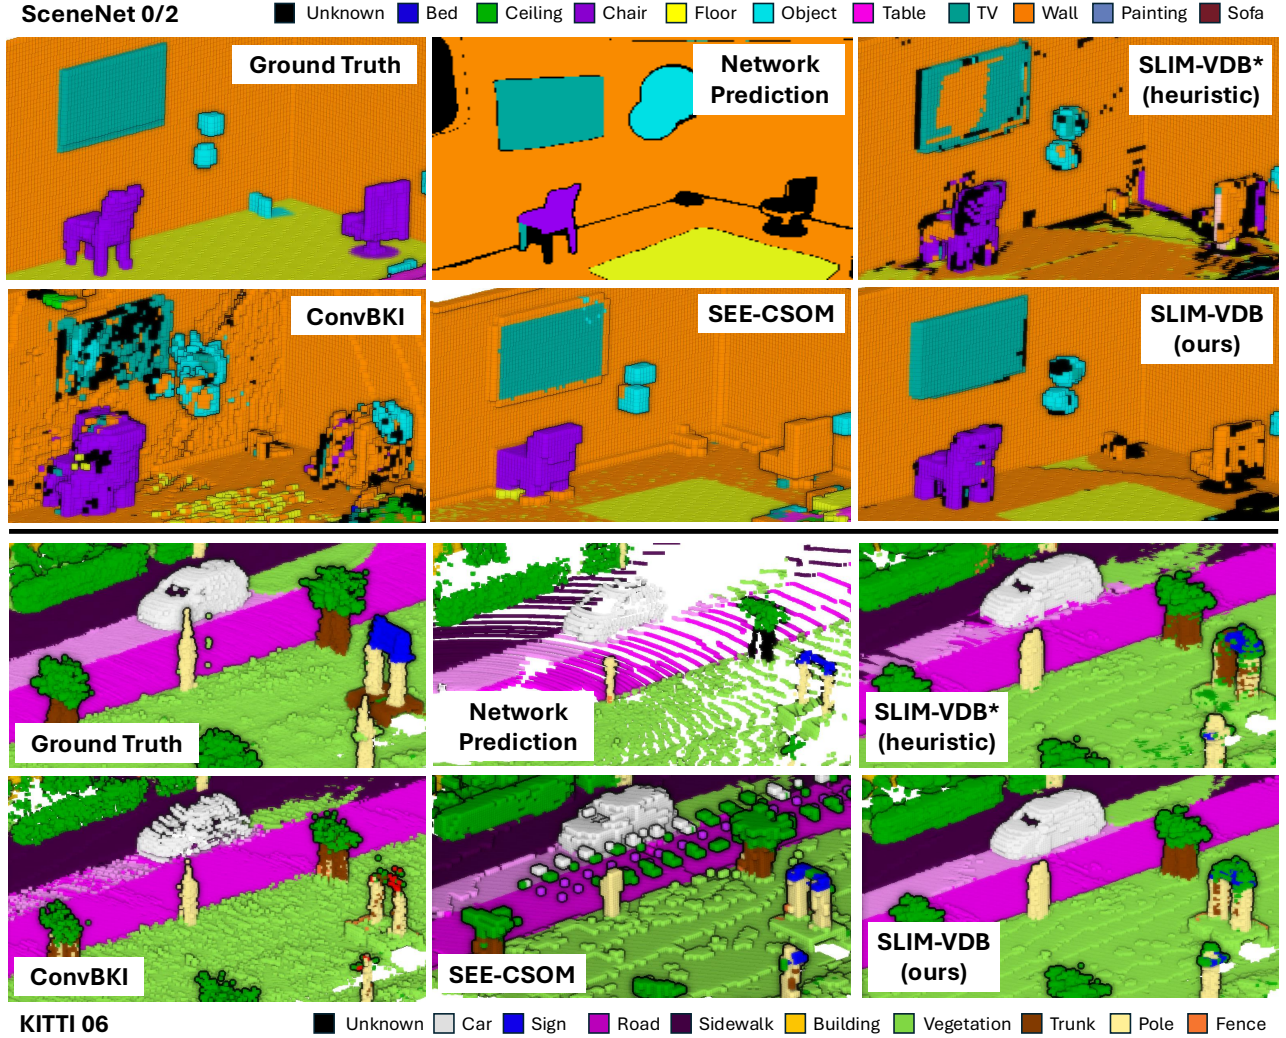 SceneNet 0/2
Unknown Bed Ceiling Chair Floor Object Table TV Wall Painting Sofa
Ground Truth
Network
Prediction
SLIM-VDB*
(heuristic)
ConvBKI
SEE-CSOM
SLIM-VDB
(ours)
Ground Truth
Network
Prediction
SLIM-VDB*
(heuristic)
ConvBKI
SEE-CSOM
SLIM-VDB
(ours)
KITTI 06
Unknown Car Sign Road Sidewalk Building Vegetation Trunk Pole Fence